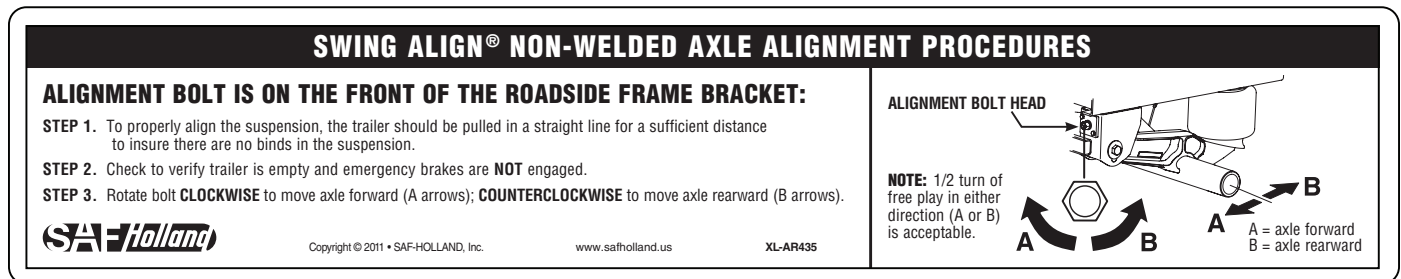 SWING ALIGN® NON-WELDED AXLE ALIGNMENT PROCEDURES
ALIGNMENT BOLT IS ON THE FRONT OF THE ROADSIDE FRAME BRACKET:
STEP 1. To properly align the suspension, the trailer should be pulled in a straight line for a sufficient distance
to insure there are no binds in the suspension.
STEP 2. Check to verify trailer is empty and emergency brakes are NOT engaged.
STEP 3. Rotate bolt CLOCKWISE to move axle forward (A arrows); COUNTERCLOCKWISE to move axle rearward (B arrows).
SAF Holland
Copyright © 2011 • SAF-HOLLAND, Inc.
www.safholland.us
XL-AR435
ALIGNMENT BOLT HEAD
NOTE: 1/2 turn of
free play in either
direction (A or B)
is acceptable.
A
B
A
B
A = axle forward
B = axle rearward